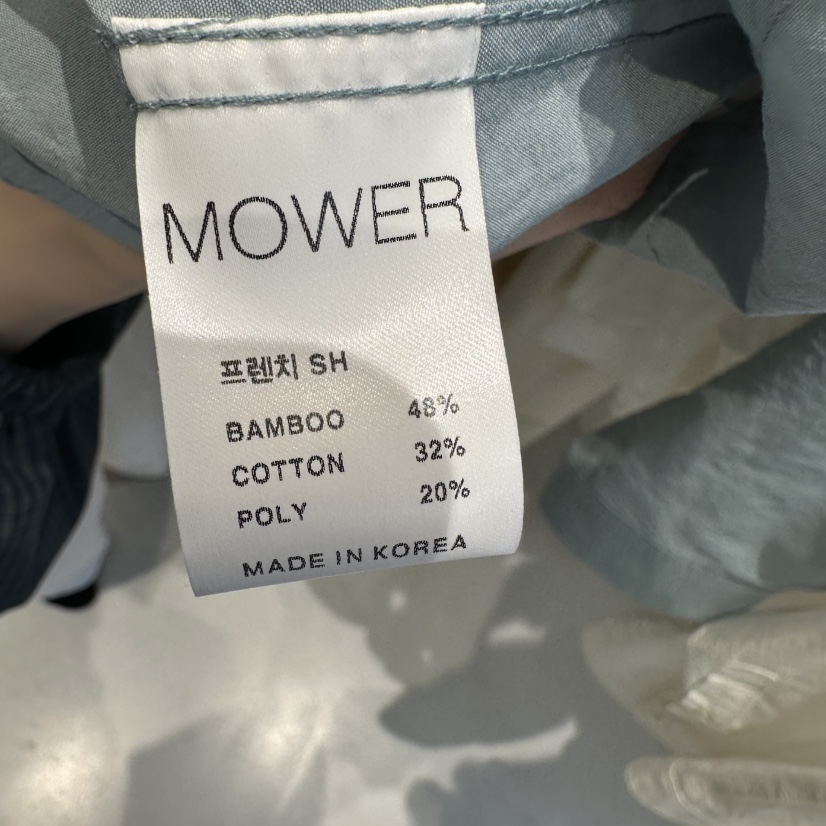 MOWER
프렌치 SH
BAMBOO 48%
COTTON 32%
POLY 20%
MADE IN KOREA